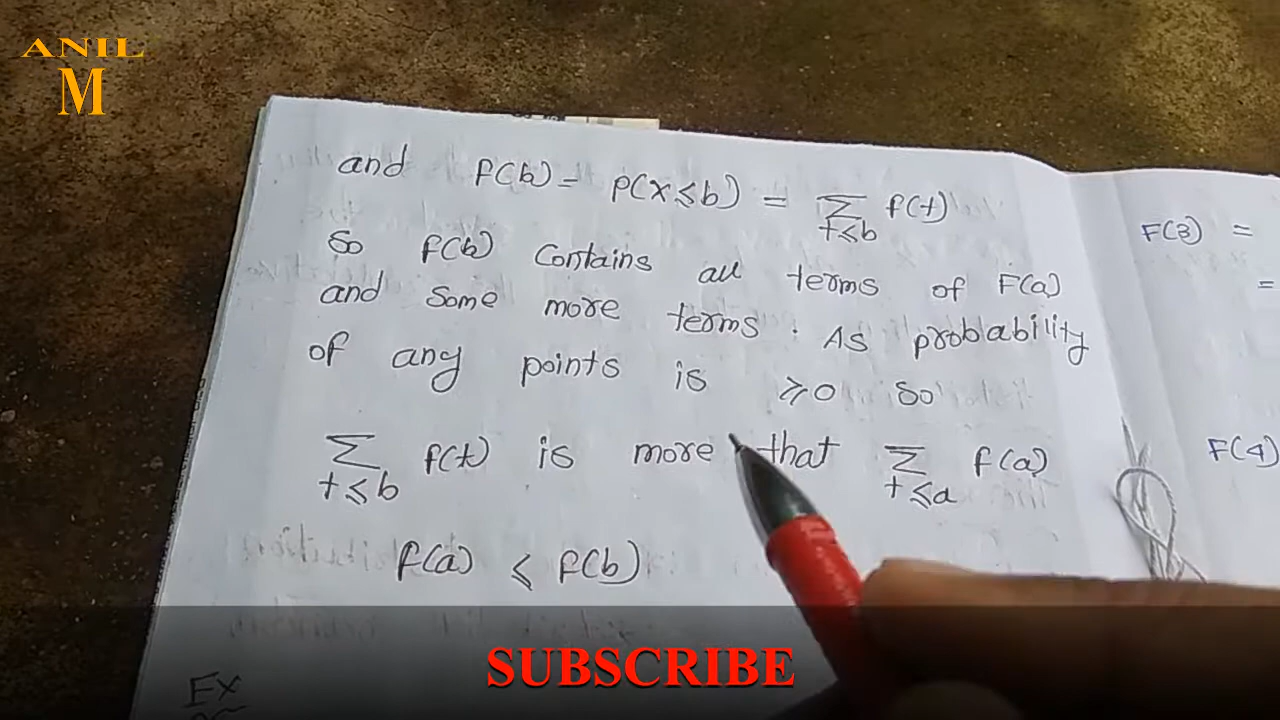 ANIL
M
and f(b) = P(X⩽b) = ∑ f(t)
t⩽b
So f(b) Contains all terms of F(a)
and Some more terms. As probability
of any points is ⩾0 so
∑ f(t) is more that ∑ f(a)
t⩽b t⩽a
f(a) ⩽ f(b)
Ex
F(3) =
=
F(4)
SUBSCRIBE